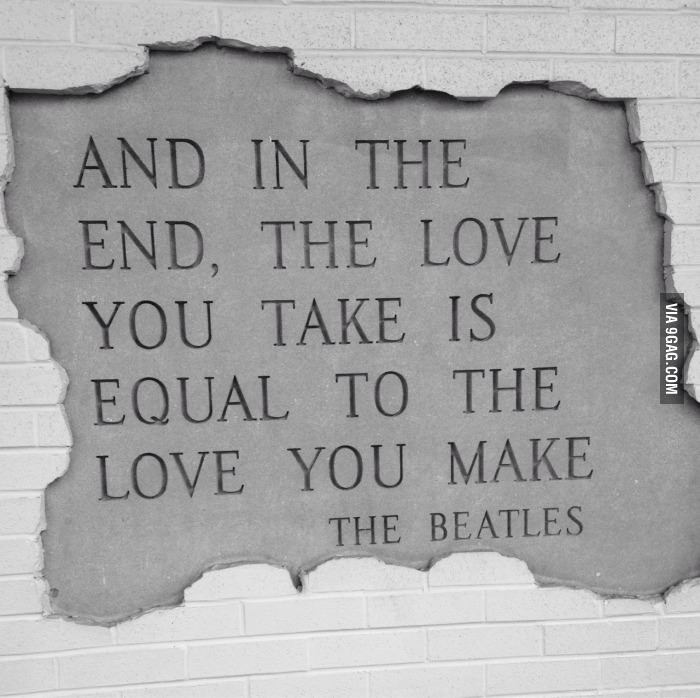 AND IN THE
END, THE LOVE
YOU TAKE IS
EQUAL TO THE
LOVE YOU MAKE
THE BEATLES
VIA 9GAG.COM